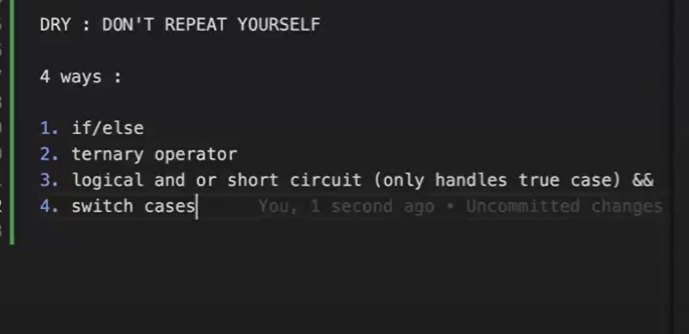 DRY : DON'T REPEAT YOURSELF
4 ways :
1. if/else
2. ternary operator
3. logical and or short circuit (only handles true case) &&
4. switch cases You, 1 second ago • Uncommitted changes